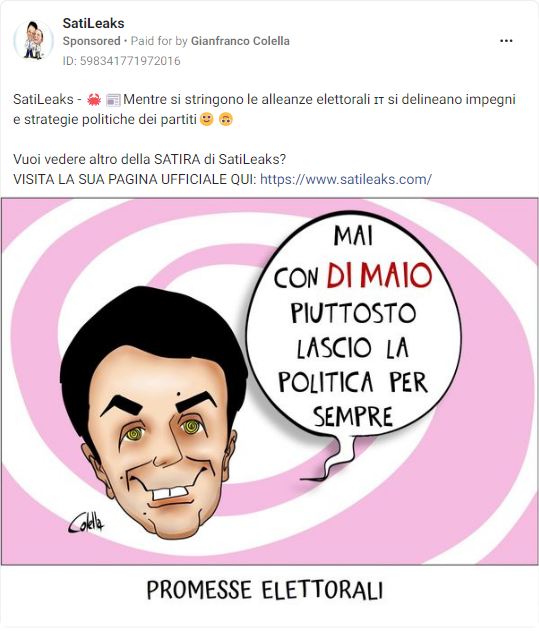 SatiLeaks
Sponsored • Paid for by Gianfranco Colella
ID: 598341771972016
SatiLeaks - 🦀 📰Mentre si stringono le alleanze elettorali ɪᴛ si delineano impegni
e strategie politiche dei partiti🙂 🙃
Vuoi vedere altro della SATIRA di SatiLeaks?
VISITA LA SUA PAGINA UFFICIALE QUI: https://www.satileaks.com/
MAI
CON DI MAIO
PIUTTOSTO
LASCIO LA
POLITICA PER
SEMPRE
Colella
PROMESSE ELETTORALI